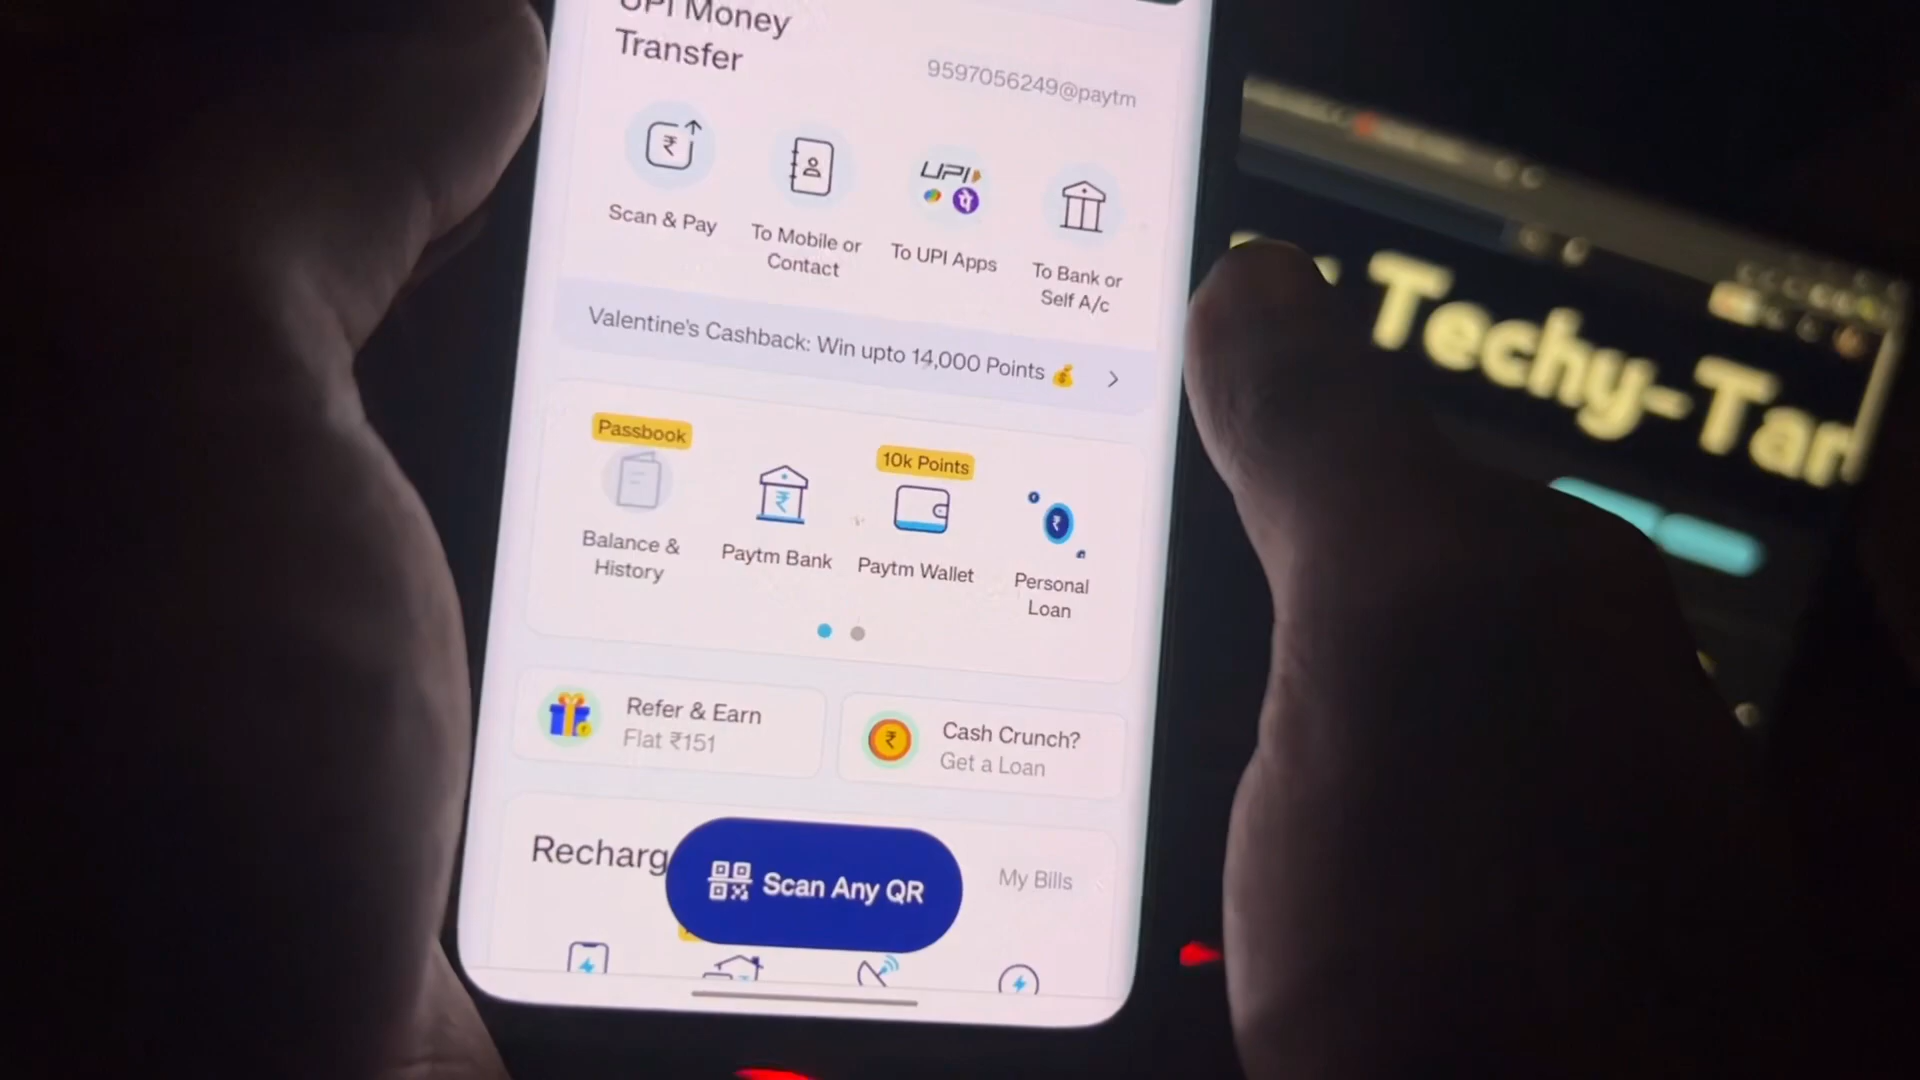 UPI Money
Transfer
9597056249@paytm
UPI
पे
Scan & Pay
To Mobile or
Contact
To UPI Apps
To Bank or
Self A/c
Valentine's Cashback: Win upto 14,000 Points
Passbook
10k Points
Balance &
History
Paytm Bank
Paytm Wallet
Personal
Loan
Refer & Earn
Flat ₹151
Cash Crunch?
Get a Loan
Recharg
My Bills
Scan Any QR
Techy-Tam